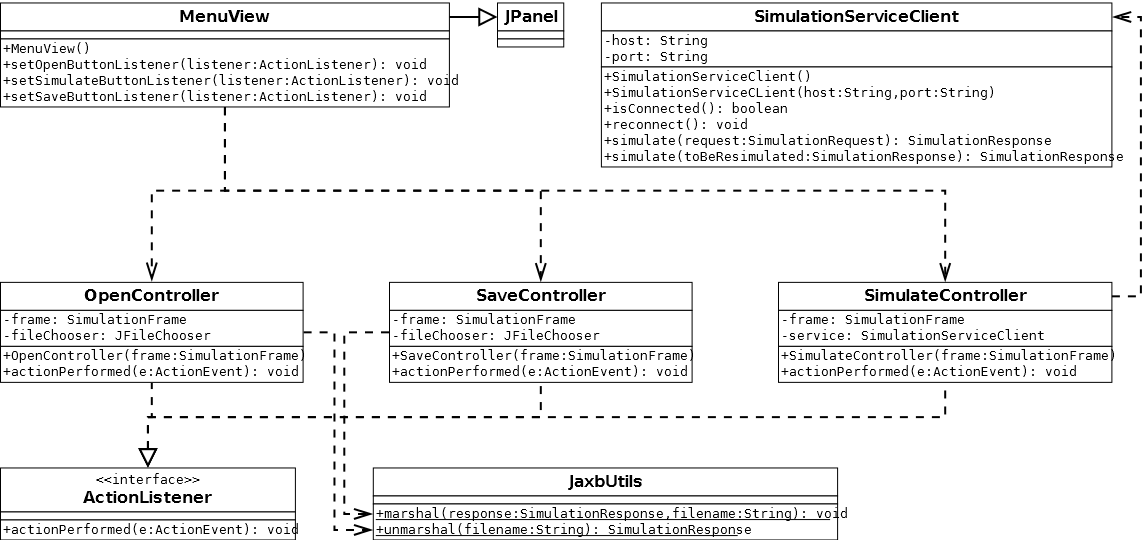 MenuView
+MenuView()
+setOpenButtonListener(listener:ActionListener): void
+setSimulateButtonListener(listener:ActionListener): void
+setSaveButtonListener(listener:ActionListener): void
JPanel
SimulationServiceClient
-host: String
-port: String
+SimulationServiceClient()
+SimulationServiceCLient(host:String,port:String)
+isConnected(): boolean
+reconnect(): void
+simulate(request:SimulationRequest): SimulationResponse
+simulate(toBeResimulated:SimulationResponse): SimulationResponse
OpenController
-frame: SimulationFrame
-fileChooser: JFileChooser
+OpenController(frame:SimulationFrame)
+actionPerformed(e:ActionEvent): void
SaveController
-frame: SimulationFrame
-fileChooser: JFileChooser
+SaveController(frame:SimulationFrame)
+actionPerformed(e:ActionEvent): void
SimulateController
-frame: SimulationFrame
-service: SimulationServiceClient
+SimulateController(frame:SimulationFrame)
+actionPerformed(e:ActionEvent): void
<<interface>>
ActionListener
+actionPerformed(e:ActionEvent): void
JaxbUtils
+marshal(response:SimulationResponse,filename:String): void
+unmarshal(filename:String): SimulationResponse